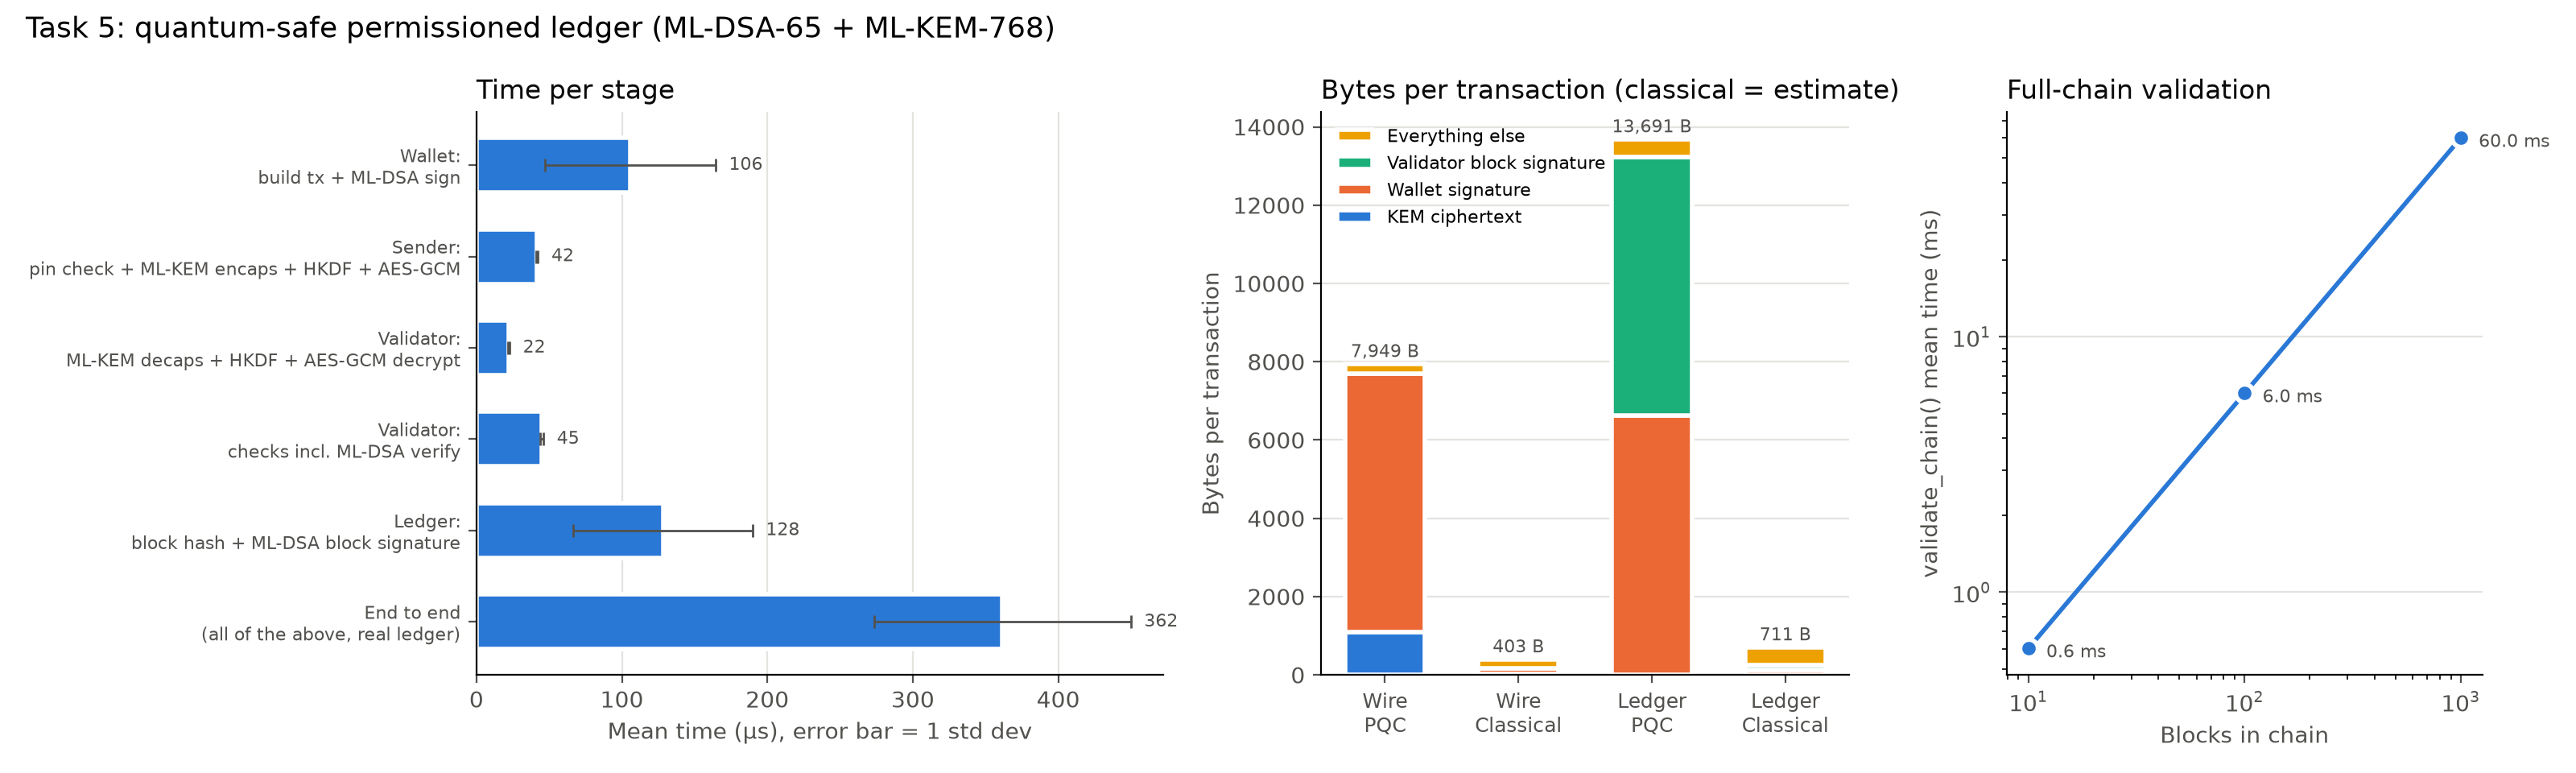 Task 5: quantum-safe permissioned ledger (ML-DSA-65 + ML-KEM-768)
Time per stage
Wallet:
build tx + ML-DSA sign
106
Sender:
pin check + ML-KEM encaps + HKDF + AES-GCM
42
Validator:
ML-KEM decaps + HKDF + AES-GCM decrypt
22
Validator:
checks incl. ML-DSA verify
45
Ledger:
block hash + ML-DSA block signature
128
End to end
(all of the above, real ledger)
362
0 100 200 300 400
Mean time (µs), error bar = 1 std dev
Bytes per transaction (classical = estimate)
Bytes per transaction
14000
12000
10000
8000
6000
4000
2000
0
Everything else
Validator block signature
Wallet signature
KEM ciphertext
7,949 B
403 B
13,691 B
711 B
Wire
PQC
Wire
Classical
Ledger
PQC
Ledger
Classical
Full-chain validation
validate_chain() mean time (ms)
10¹
10⁰
60.0 ms
6.0 ms
0.6 ms
10¹ 10² 10³
Blocks in chain